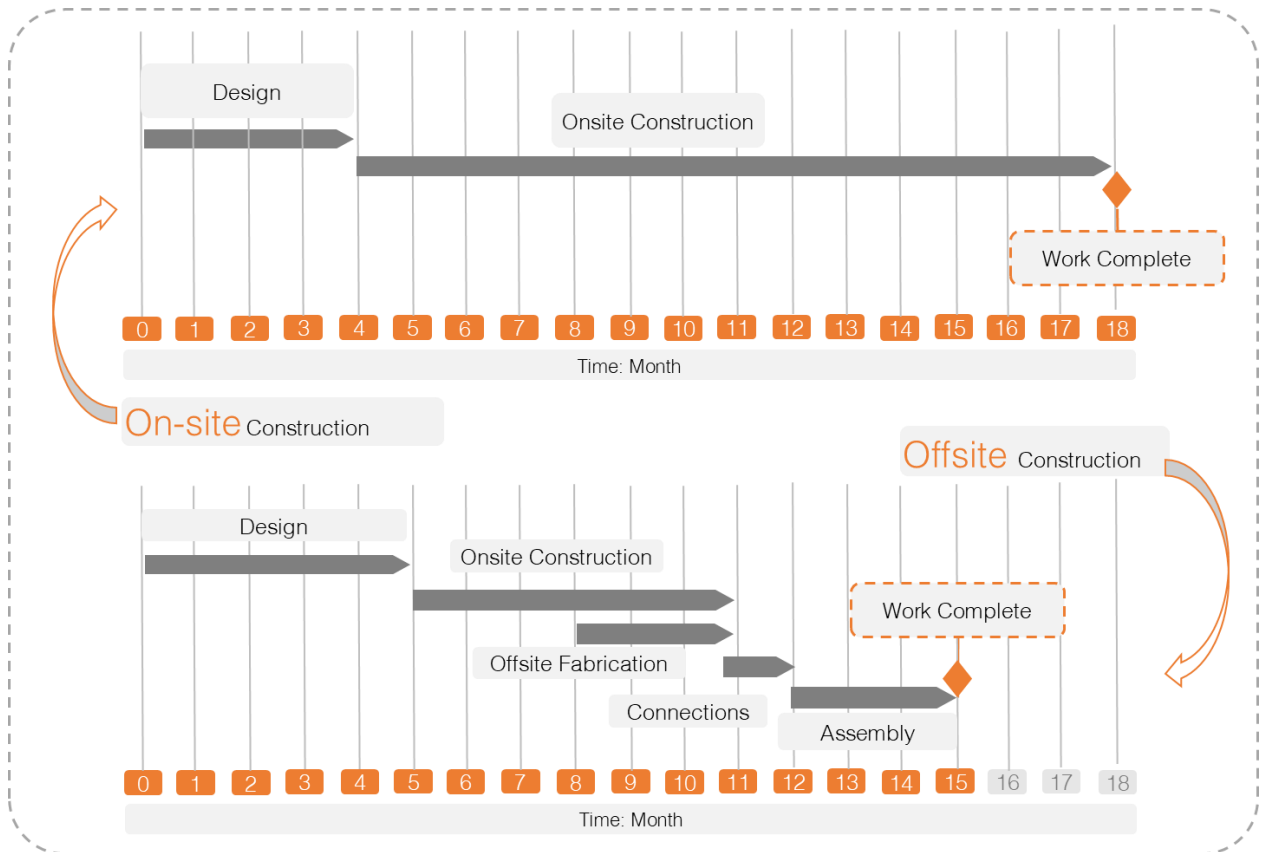 Design
Onsite Construction
Work Complete
0 1 2 3 4 5 6 7 8 9 10 11 12 13 14 15 16 17 18
Time: Month
On-site Construction
Offsite Construction
Design
Onsite Construction
Work Complete
Offsite Fabrication
Connections
Assembly
0 1 2 3 4 5 6 7 8 9 10 11 12 13 14 15 16 17 18
Time: Month